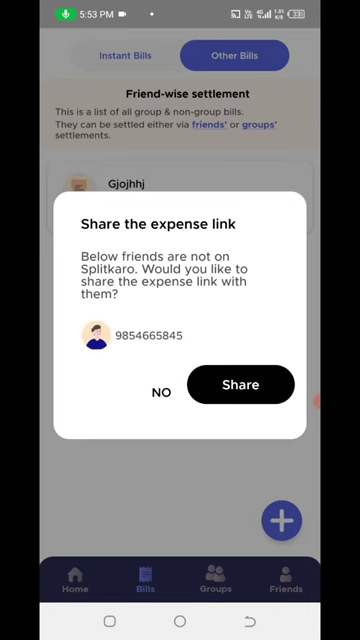 5:53 PM
Instant Bills
Other Bills
Friend-wise settlement
This is a list of all group & non-group bills.
They can be settled either via friends' or groups'
settlements.
Gjojhhj
Share the expense link
Below friends are not on
Splitkaro. Would you like to
share the expense link with
them?
9854665845
NO
Share
Home
Bills
Groups
Friends